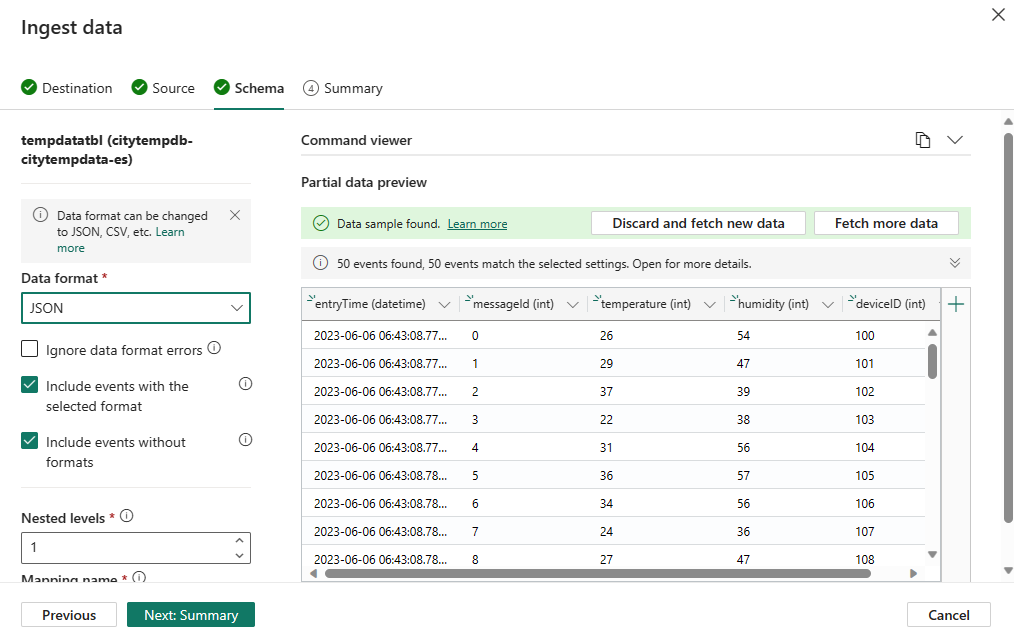 Ingest data
Destination
Source
Schema
4 Summary
tempdatatbl (citytempdb-
citytempdata-es)
Data format can be changed
to JSON, CSV, etc. Learn
more
Data format *
JSON
Ignore data format errors
Include events with the
selected format
Include events without
formats
Nested levels *
1
Mapping name *
Command viewer
Partial data preview
Data sample found. Learn more
Discard and fetch new data
Fetch more data
50 events found, 50 events match the selected settings. Open for more details.
entryTime (datetime) messageId (int) temperature (int) humidity (int) deviceID (int)
2023-06-06 06:43:08.77... 0 26 54 100
2023-06-06 06:43:08.77... 1 29 47 101
2023-06-06 06:43:08.77... 2 37 39 102
2023-06-06 06:43:08.77... 3 22 38 103
2023-06-06 06:43:08.77... 4 31 56 104
2023-06-06 06:43:08.78... 5 36 57 105
2023-06-06 06:43:08.78... 6 34 56 106
2023-06-06 06:43:08.78... 7 24 36 107
2023-06-06 06:43:08.78... 8 27 47 108
Previous
Next: Summary
Cancel